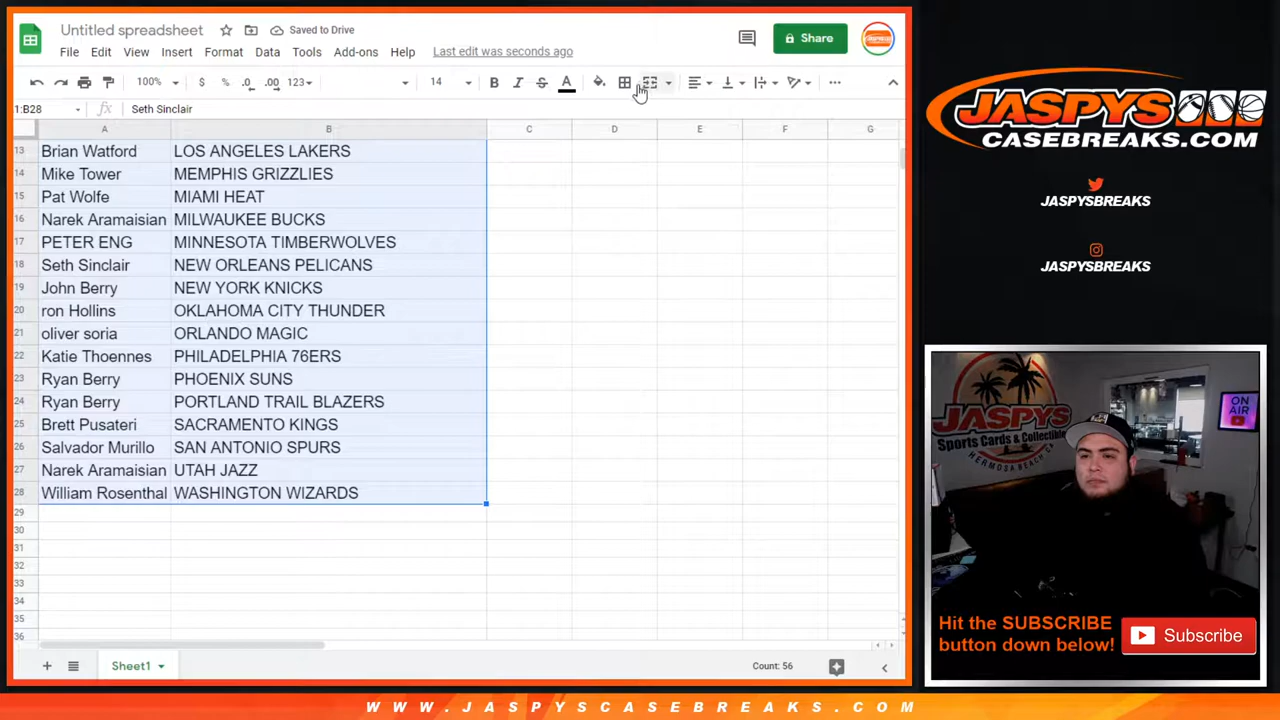 Untitled spreadsheet
Saved to Drive
File Edit View Insert Format Data Tools Add-ons Help Last edit was seconds ago
Share
100% $ % .0 .00 123 14 B I S A
1:B28 fx Seth Sinclair
A B C D E F G
13 Brian Watford LOS ANGELES LAKERS
14 Mike Tower MEMPHIS GRIZZLIES
15 Pat Wolfe MIAMI HEAT
16 Narek Aramaisian MILWAUKEE BUCKS
17 PETER ENG MINNESOTA TIMBERWOLVES
18 Seth Sinclair NEW ORLEANS PELICANS
19 John Berry NEW YORK KNICKS
20 ron Hollins OKLAHOMA CITY THUNDER
21 oliver soria ORLANDO MAGIC
22 Katie Thoennes PHILADELPHIA 76ERS
23 Ryan Berry PHOENIX SUNS
24 Ryan Berry PORTLAND TRAIL BLAZERS
25 Brett Pusateri SACRAMENTO KINGS
26 Salvador Murillo SAN ANTONIO SPURS
27 Narek Aramaisian UTAH JAZZ
28 William Rosenthal WASHINGTON WIZARDS
29
30
31
32
33
34
35
36
Sheet1
Count: 56
JASPYS
CASEBREAKS.COM
JASPYSBREAKS
JASPYSBREAKS
JASPYS
Sports Cards & Collectible
HERMOSA BEACH CA
ON
AIR
Hit the SUBSCRIBE
button down below!
Subscribe
WWW.JASPYSCASEBREAKS.COM